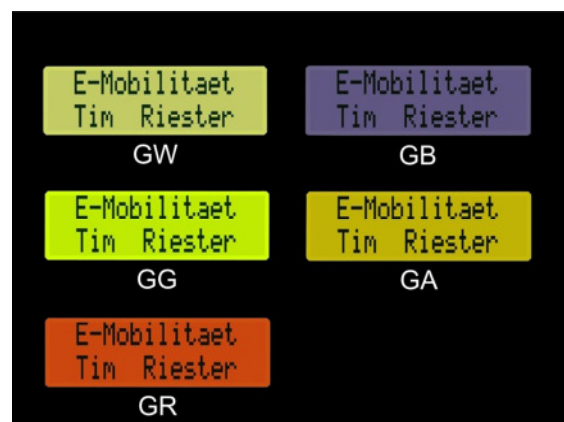 E-Mobilitaet
Tim Riester
GW
E-Mobilitaet
Tim Riester
GB
E-Mobilitaet
Tim Riester
GG
E-Mobilitaet
Tim Riester
GA
E-Mobilitaet
Tim Riester
GR